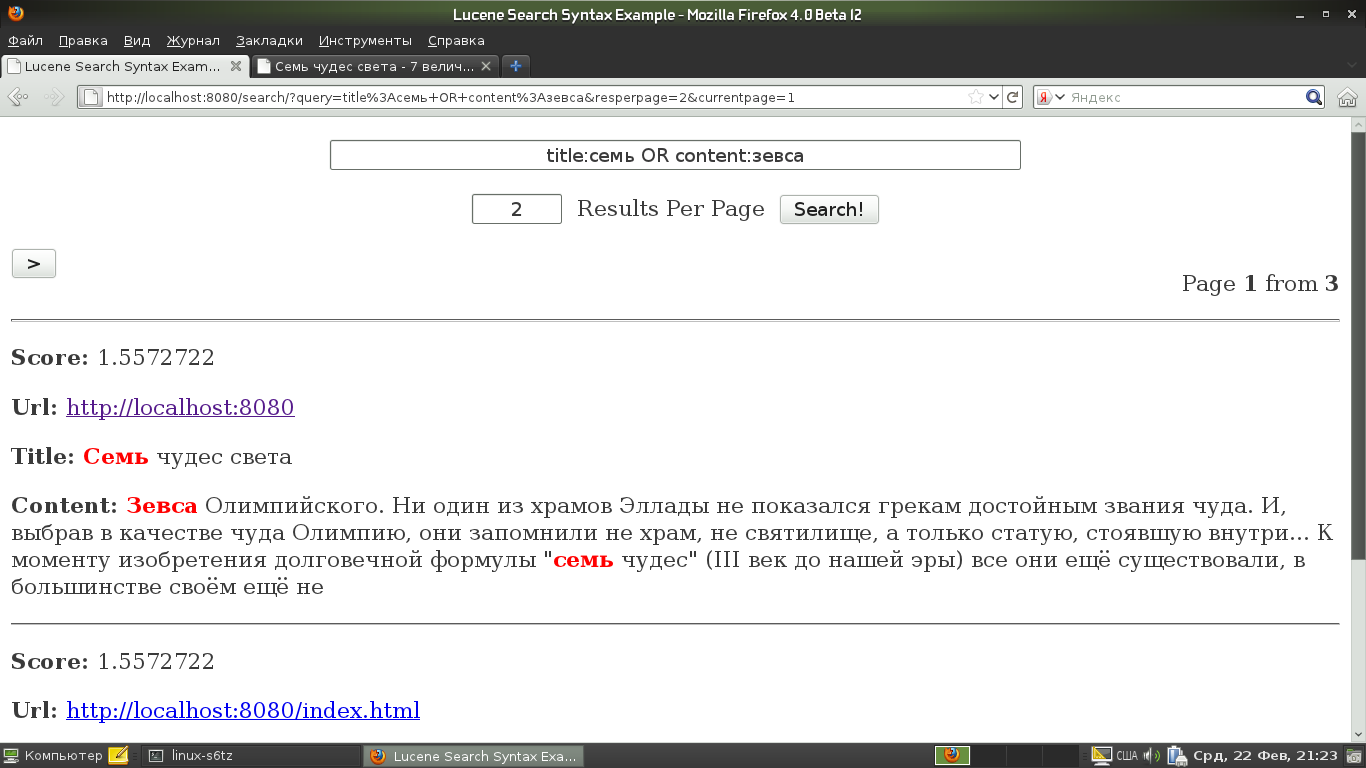 Lucene Search Syntax Example - Mozilla Firefox 4.0 Beta 12
Файл Правка Вид Журнал Закладки Инструменты Справка
Lucene Search Syntax Exam... Семь чудес света - 7 велич...
http://localhost:8080/search/?query=title%3Aсемь+OR+content%3Aзевса&resperpage=2&currentpage=1 Яндекс
title:семь OR content:зевса
2 Results Per Page Search!
>
Page 1 from 3
Score: 1.5572722
Url: http://localhost:8080
Title: Семь чудес света
Content: Зевса Олимпийского. Ни один из храмов Эллады не показался грекам достойным звания чуда. И,
выбрав в качестве чуда Олимпию, они запомнили не храм, не святилище, а только статую, стоявшую внутри... К
моменту изобретения долговечной формулы "семь чудес" (III век до нашей эры) все они ещё существовали, в
большинстве своём ещё не
Score: 1.5572722
Url: http://localhost:8080/index.html
Компьютер linux-s6tz Lucene Search Syntax Exa... США Срд, 22 Фев, 21:23